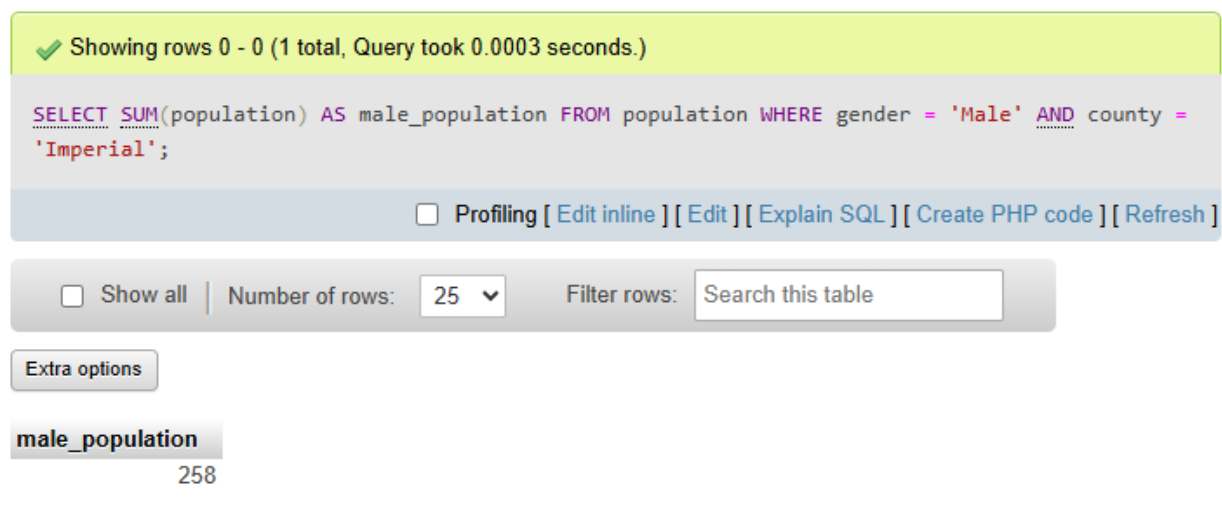 Showing rows 0 - 0 (1 total, Query took 0.0003 seconds.)
SELECT SUM(population) AS male_population FROM population WHERE gender = 'Male' AND county =
'Imperial';
Profiling [ Edit inline ] [ Edit ] [ Explain SQL ] [ Create PHP code ] [ Refresh ]
Show all | Number of rows: 25 Filter rows: Search this table
Extra options
male_population
258